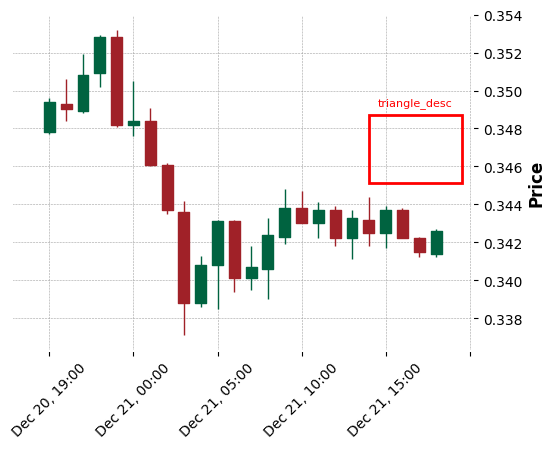 0.354
0.352
0.350
triangle_desc
0.348
0.346
0.344
0.342
0.340
0.338
Price
Dec 20, 19:00
Dec 21, 00:00
Dec 21, 05:00
Dec 21, 10:00
Dec 21, 15:00